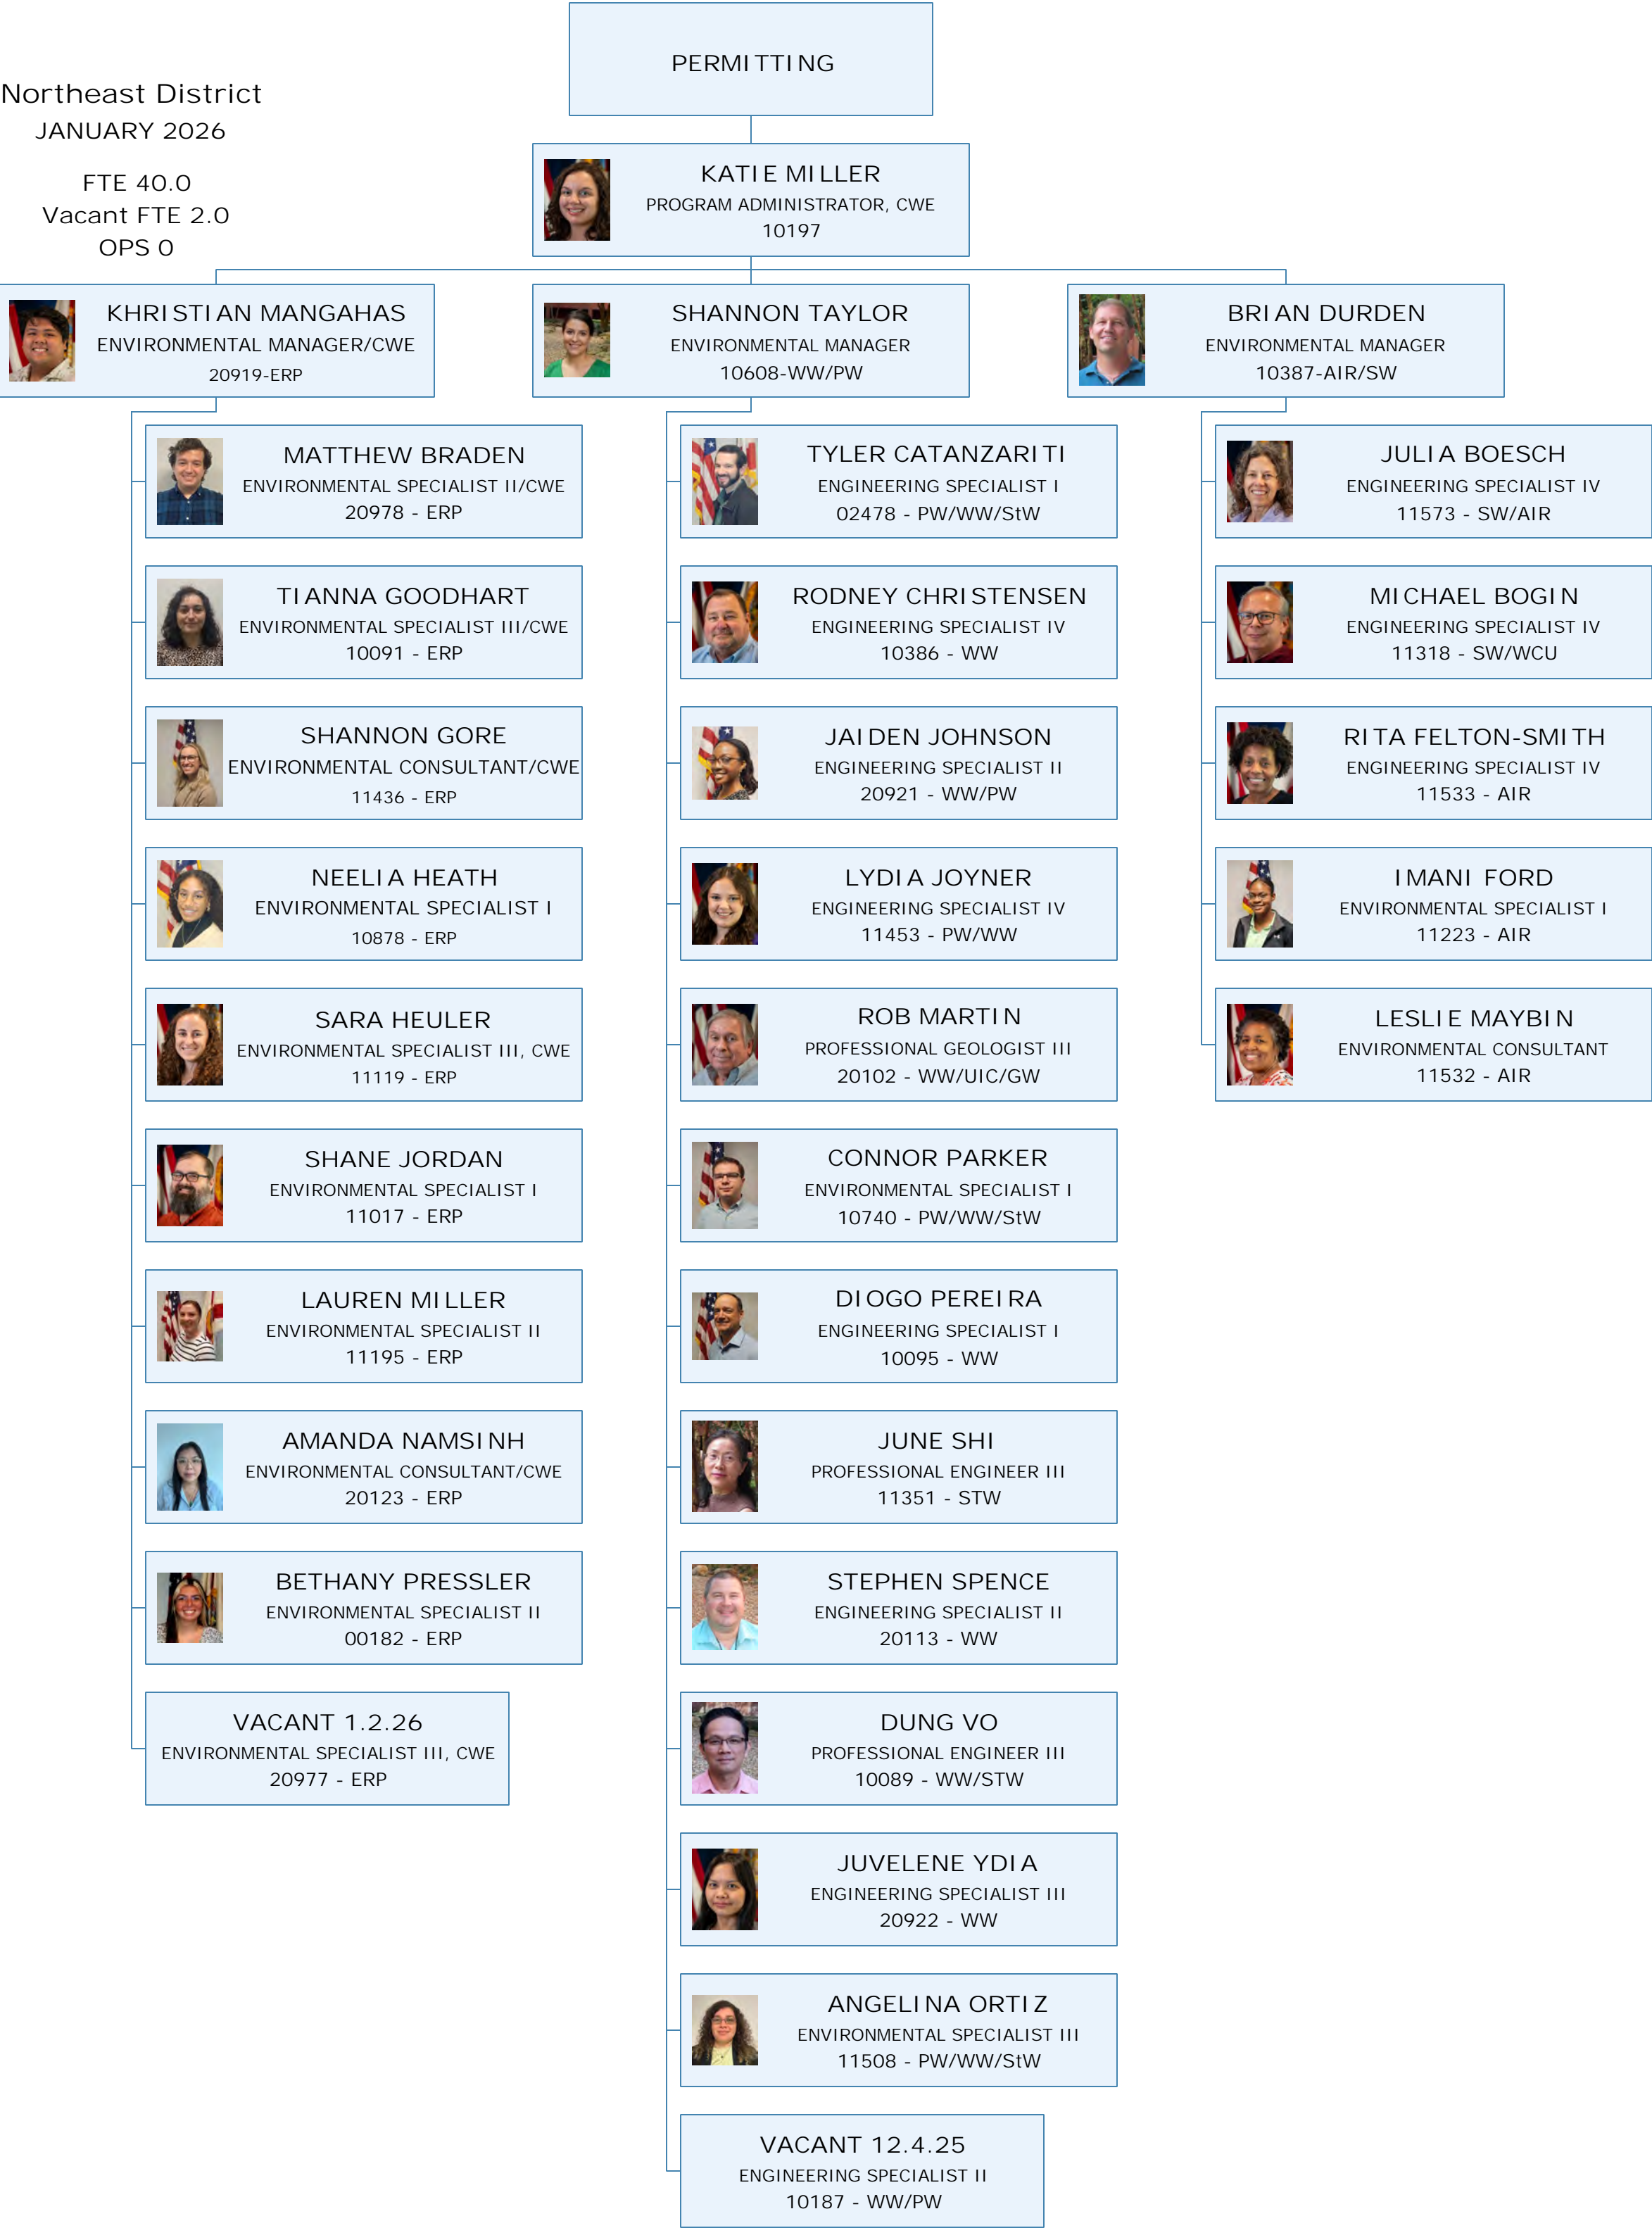 PERMITTING
Northeast District
JANUARY 2026
FTE 40.0
Vacant FTE 2.0
OPS 0
KATIE MILLER
PROGRAM ADMINISTRATOR, CWE
10197
KHRISTIAN MANGAHAS
ENVIRONMENTAL MANAGER/CWE
20919-ERP
SHANNON TAYLOR
ENVIRONMENTAL MANAGER
10608-WW/PW
BRIAN DURDEN
ENVIRONMENTAL MANAGER
10387-AIR/SW
MATTHEW BRADEN
ENVIRONMENTAL SPECIALIST II/CWE
20978 - ERP
TIANNA GOODHART
ENVIRONMENTAL SPECIALIST III/CWE
10091 - ERP
SHANNON GORE
ENVIRONMENTAL CONSULTANT/CWE
11436 - ERP
NEELIA HEATH
ENVIRONMENTAL SPECIALIST I
10878 - ERP
SARA HEULER
ENVIRONMENTAL SPECIALIST III, CWE
11119 - ERP
SHANE JORDAN
ENVIRONMENTAL SPECIALIST I
11017 - ERP
LAUREN MILLER
ENVIRONMENTAL SPECIALIST II
11195 - ERP
AMANDA NAMSINH
ENVIRONMENTAL CONSULTANT/CWE
20123 - ERP
BETHANY PRESSLER
ENVIRONMENTAL SPECIALIST II
00182 - ERP
VACANT 1.2.26
ENVIRONMENTAL SPECIALIST III, CWE
20977 - ERP
TYLER CATANZARITI
ENGINEERING SPECIALIST I
02478 - PW/WW/StW
RODNEY CHRISTENSEN
ENGINEERING SPECIALIST IV
10386 - WW
JAIDEN JOHNSON
ENGINEERING SPECIALIST II
20921 - WW/PW
LYDIA JOYNER
ENGINEERING SPECIALIST IV
11453 - PW/WW
ROB MARTIN
PROFESSIONAL GEOLOGIST III
20102 - WW/UIC/GW
CONNOR PARKER
ENVIRONMENTAL SPECIALIST I
10740 - PW/WW/StW
DIOGO PEREIRA
ENGINEERING SPECIALIST I
10095 - WW
JUNE SHI
PROFESSIONAL ENGINEER III
11351 - STW
STEPHEN SPENCE
ENGINEERING SPECIALIST II
20113 - WW
DUNG VO
PROFESSIONAL ENGINEER III
10089 - WW/STW
JUVELENE YDIA
ENGINEERING SPECIALIST III
20922 - WW
ANGELINA ORTIZ
ENVIRONMENTAL SPECIALIST III
11508 - PW/WW/StW
VACANT 12.4.25
ENGINEERING SPECIALIST II
10187 - WW/PW
JULIA BOESCH
ENGINEERING SPECIALIST IV
11573 - SW/AIR
MICHAEL BOGIN
ENGINEERING SPECIALIST IV
11318 - SW/WCU
RITA FELTON-SMITH
ENGINEERING SPECIALIST IV
11533 - AIR
IMANI FORD
ENVIRONMENTAL SPECIALIST I
11223 - AIR
LESLIE MAYBIN
ENVIRONMENTAL CONSULTANT
11532 - AIR